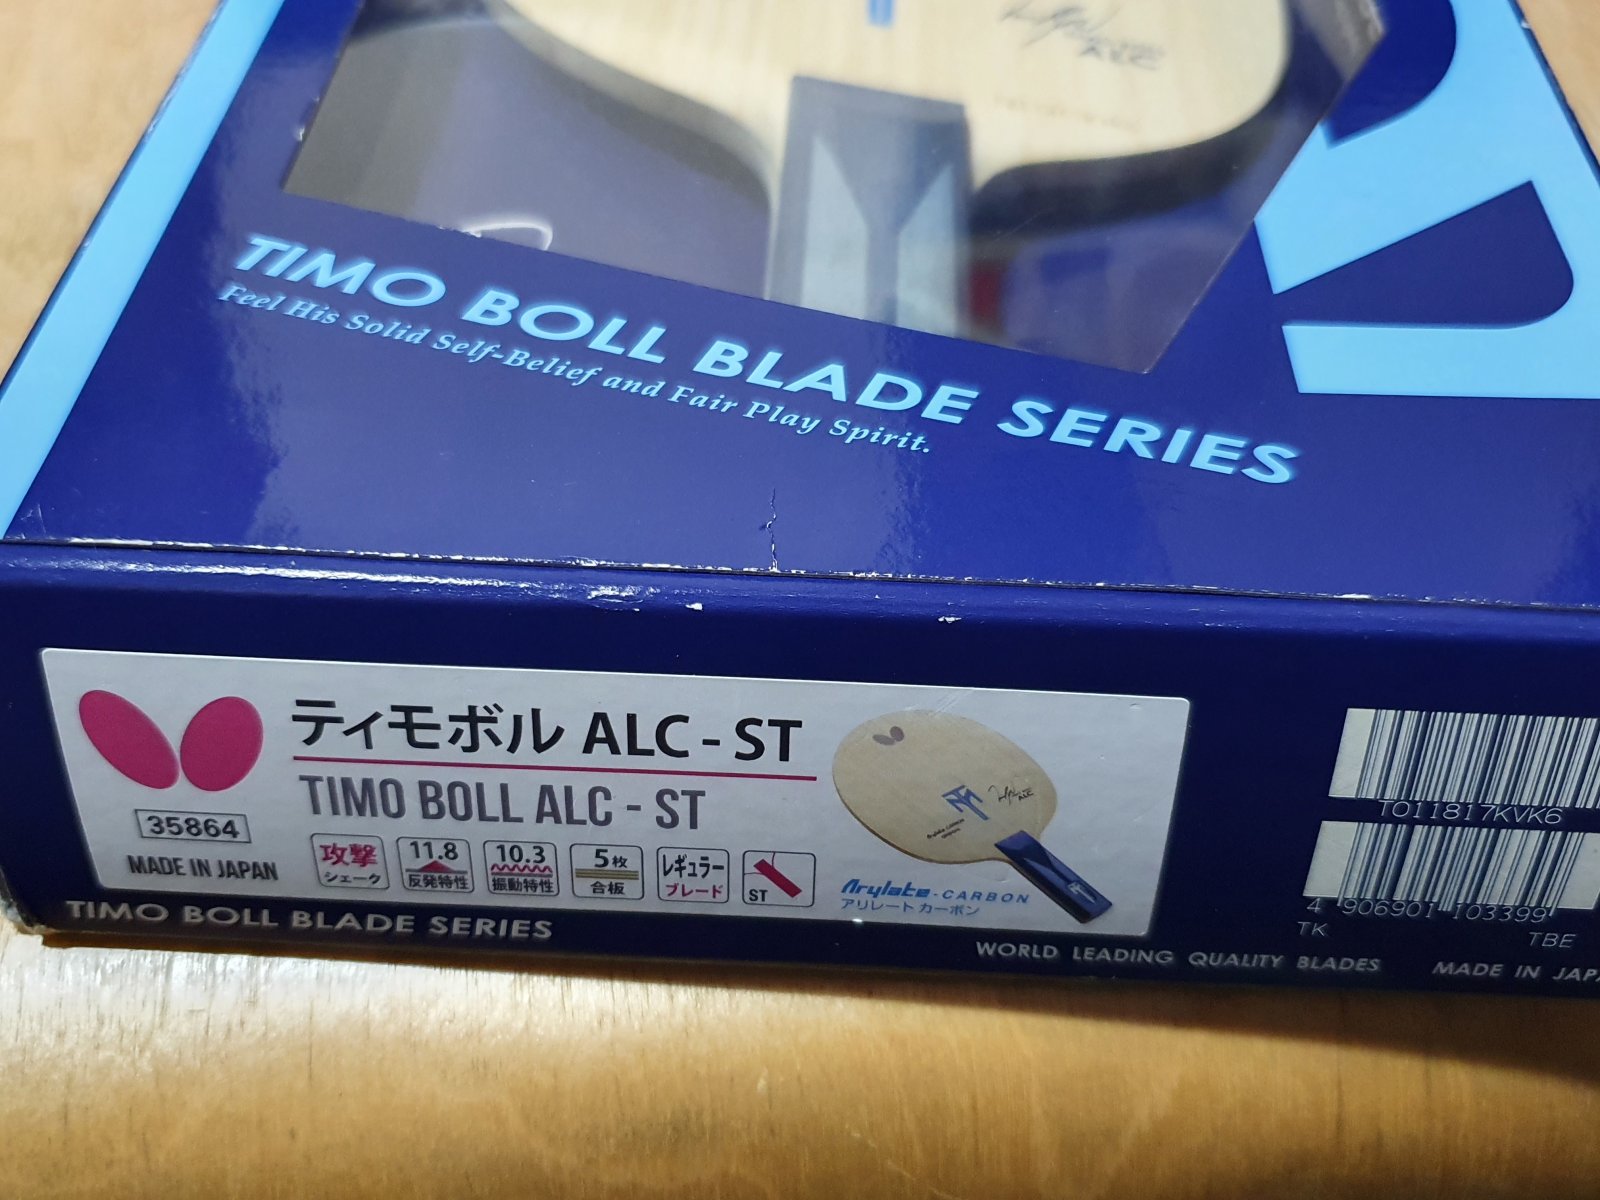 ALC
TIMO BOLL BLADE SERIES
Feel His Solid Self-Belief and Fair Play Spirit.
ティモボル ALC - ST
TIMO BOLL ALC - ST
35864
MADE IN JAPAN
攻撃
シェーク
11.8
反発特性
10.3
振動特性
5枚
合板
レギュラー
ブレード
ST
ALC
Arylate-CARBON
アリレート カーボン
T011817KVK6
4 906901 103399
TK TBE
TIMO BOLL BLADE SERIES
WORLD LEADING QUALITY BLADES MADE IN JAPA